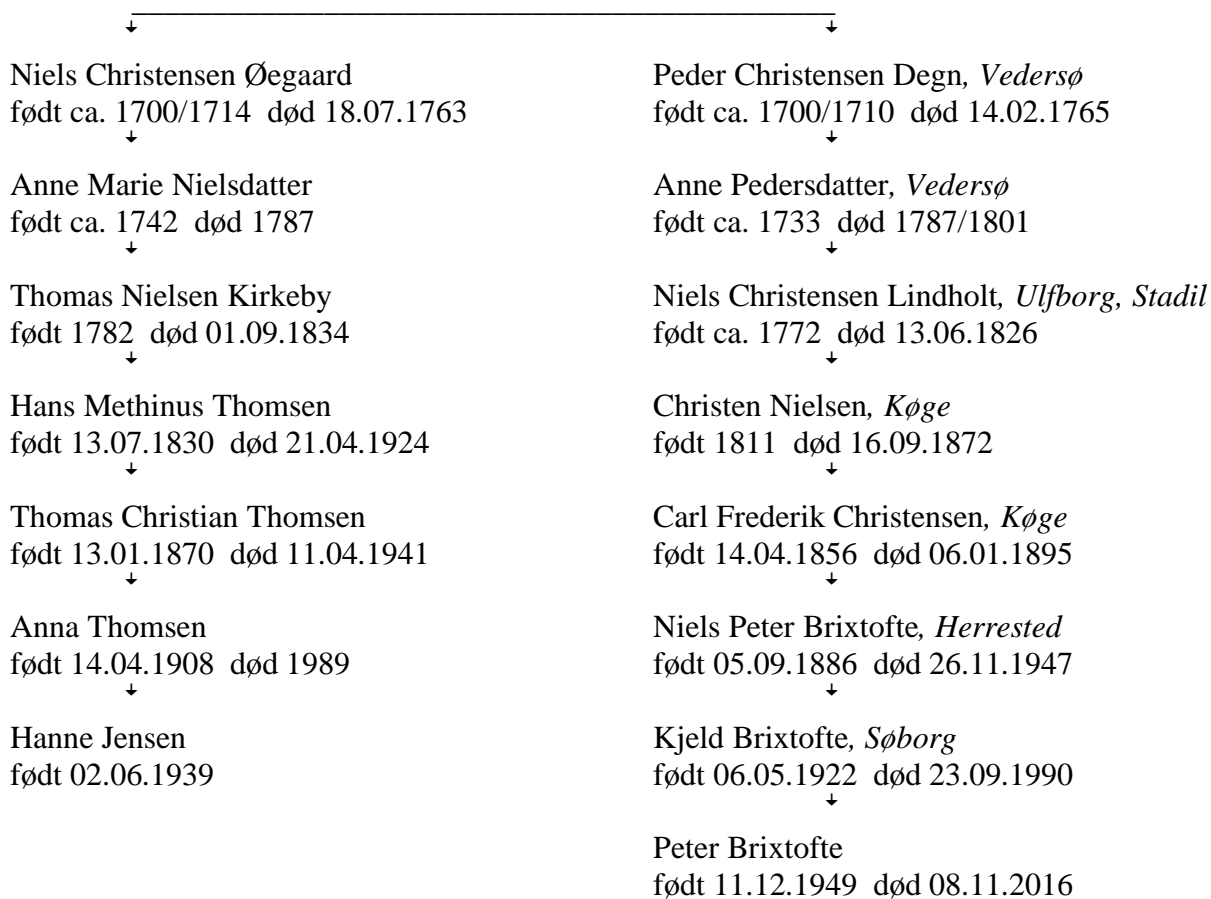 Niels Christensen Øegaard
født ca. 1700/1714 død 18.07.1763
Anne Marie Nielsdatter
født ca. 1742 død 1787
Thomas Nielsen Kirkeby
født 1782 død 01.09.1834
Hans Methinus Thomsen
født 13.07.1830 død 21.04.1924
Thomas Christian Thomsen
født 13.01.1870 død 11.04.1941
Anna Thomsen
født 14.04.1908 død 1989
Hanne Jensen
født 02.06.1939
Peder Christensen Degn, Vedersø
født ca. 1700/1710 død 14.02.1765
Anne Pedersdatter, Vedersø
født ca. 1733 død 1787/1801
Niels Christensen Lindholt, Ulfborg, Stadil
født ca. 1772 død 13.06.1826
Christen Nielsen, Køge
født 1811 død 16.09.1872
Carl Frederik Christensen, Køge
født 14.04.1856 død 06.01.1895
Niels Peter Brixtofte, Herrested
født 05.09.1886 død 26.11.1947
Kjeld Brixtofte, Søborg
født 06.05.1922 død 23.09.1990
Peter Brixtofte
født 11.12.1949 død 08.11.2016